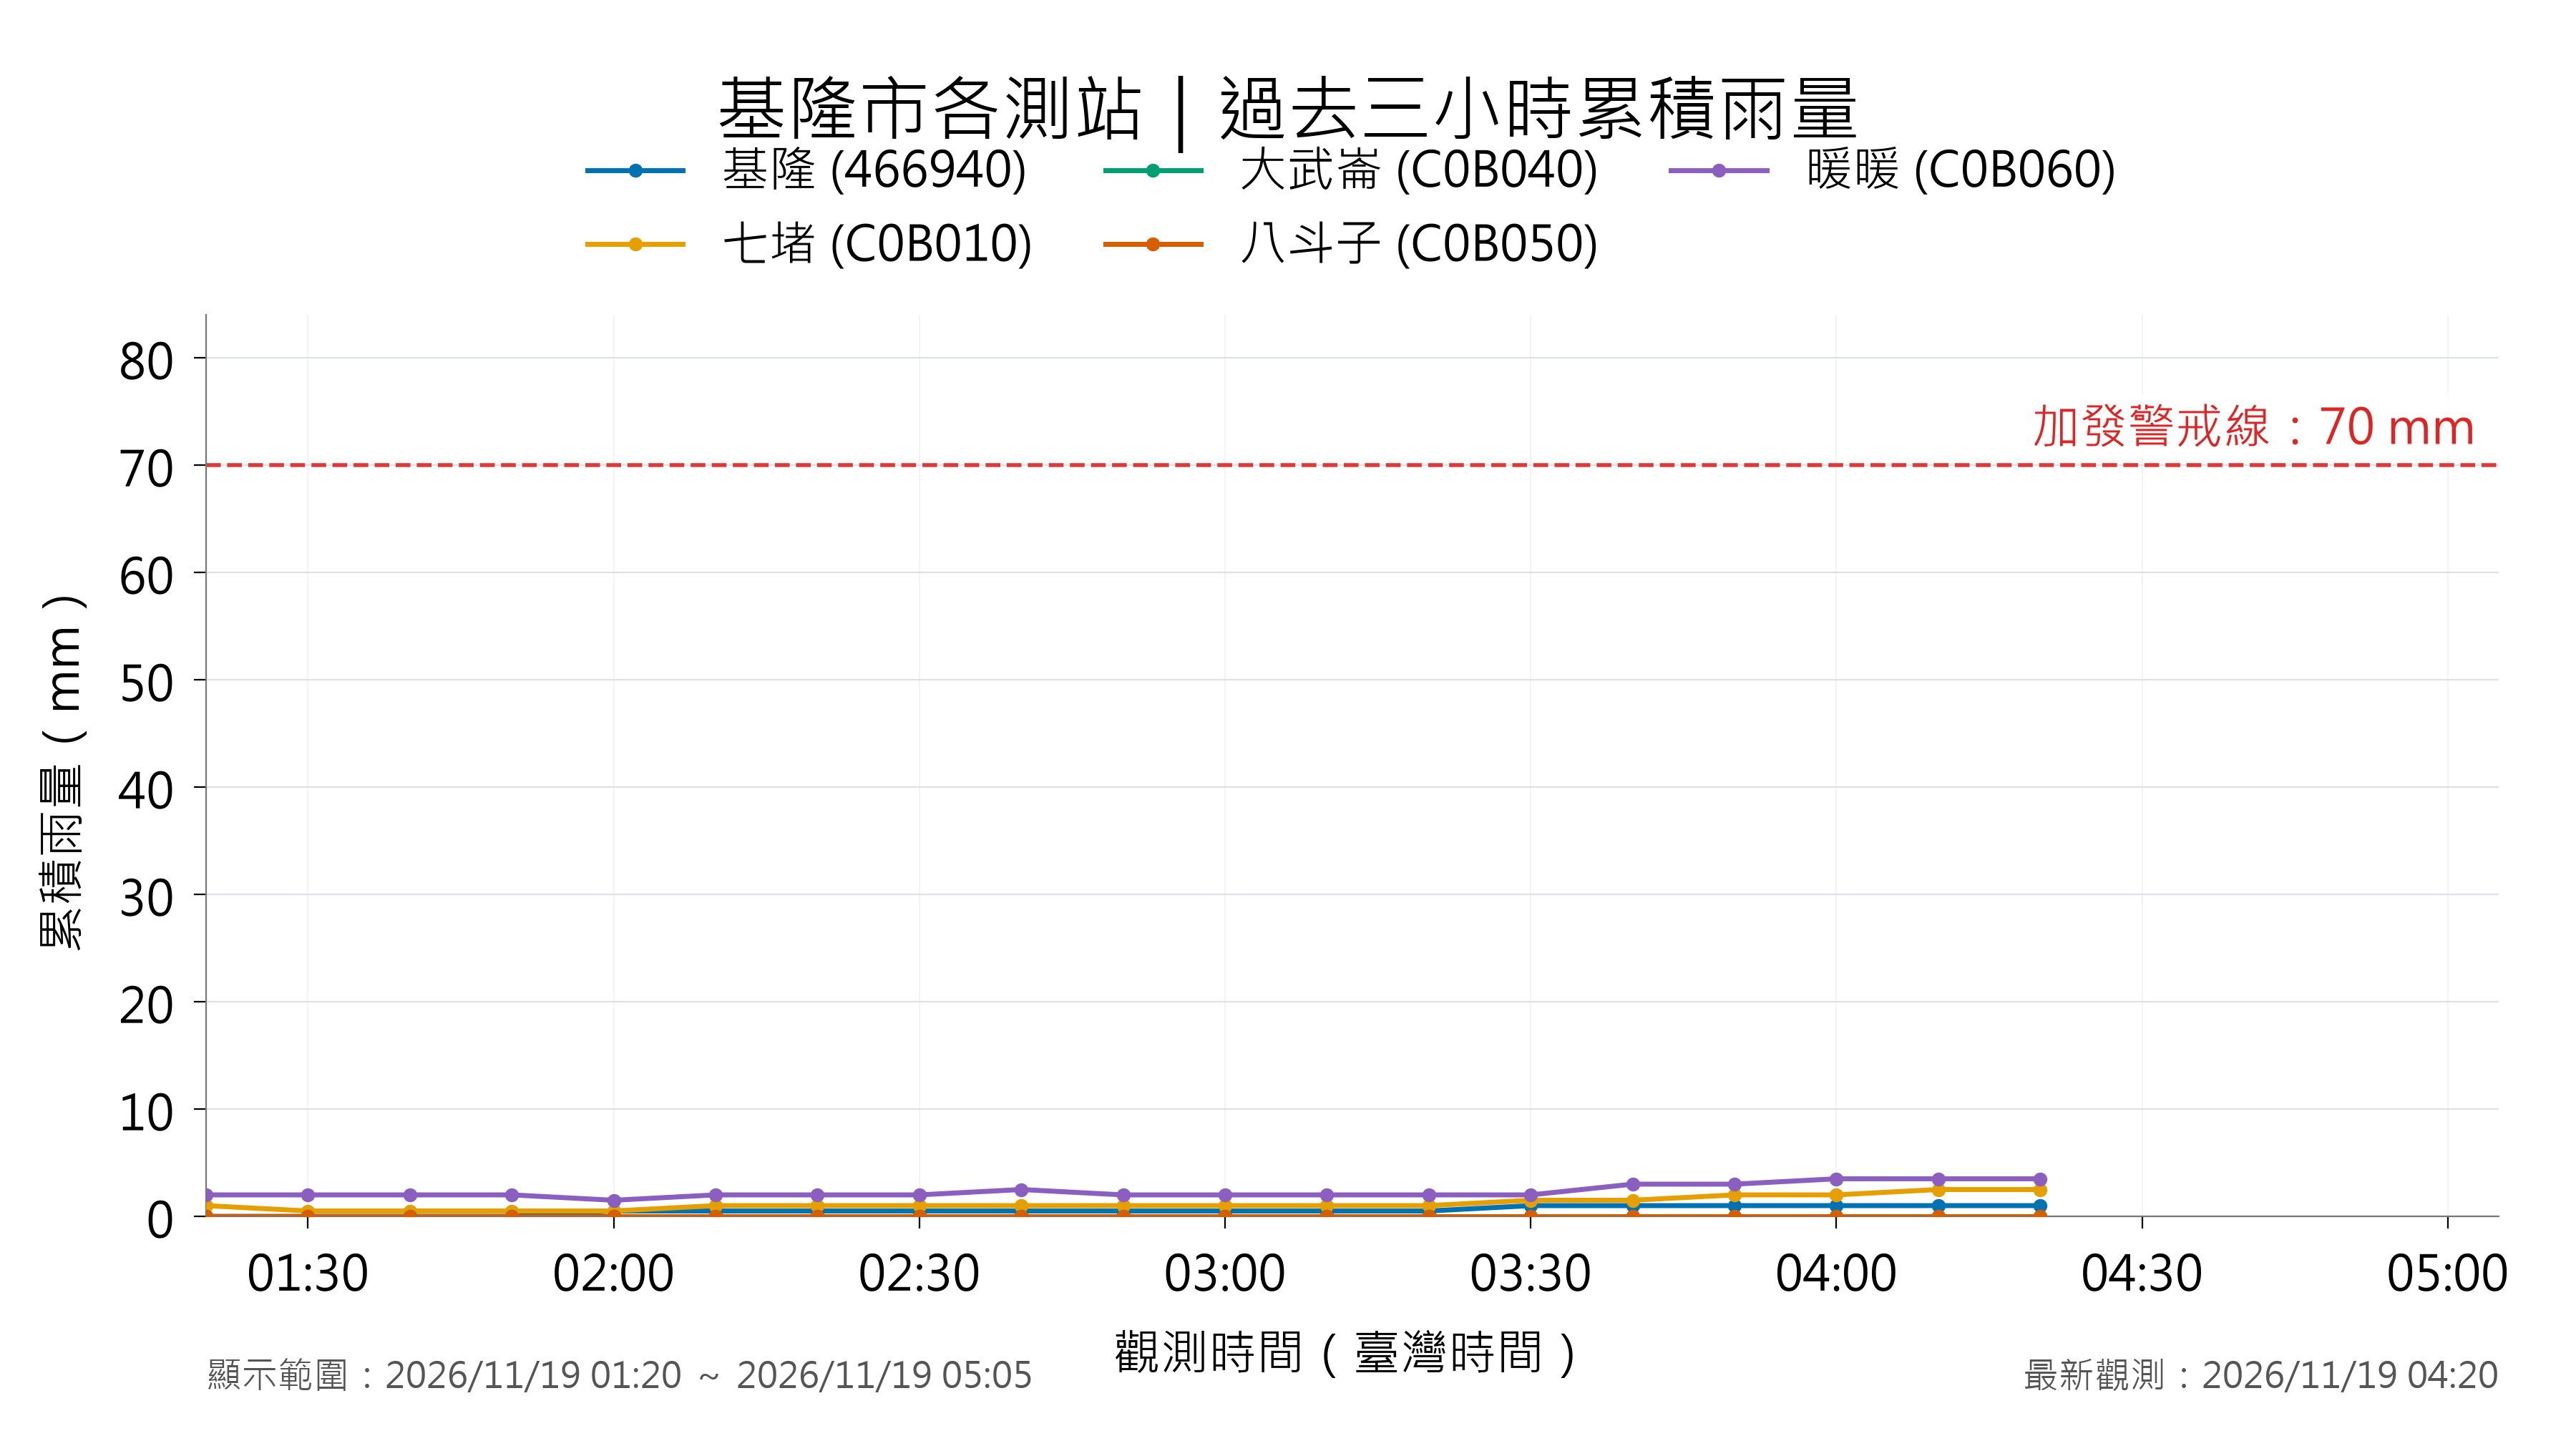 基隆市各測站｜過去三小時累積雨量
基隆 (466940)
大武崙 (C0B040)
暖暖 (C0B060)
七堵 (C0B010)
八斗子 (C0B050)
80
加發警戒線：70 mm
70
60
50
40
30
20
10
0
累積雨量（mm）
01:30 02:00 02:30 03:00 03:30 04:00 04:30 05:00
觀測時間（臺灣時間）
顯示範圍：2026/11/19 01:20 ~ 2026/11/19 05:05
最新觀測：2026/11/19 04:20